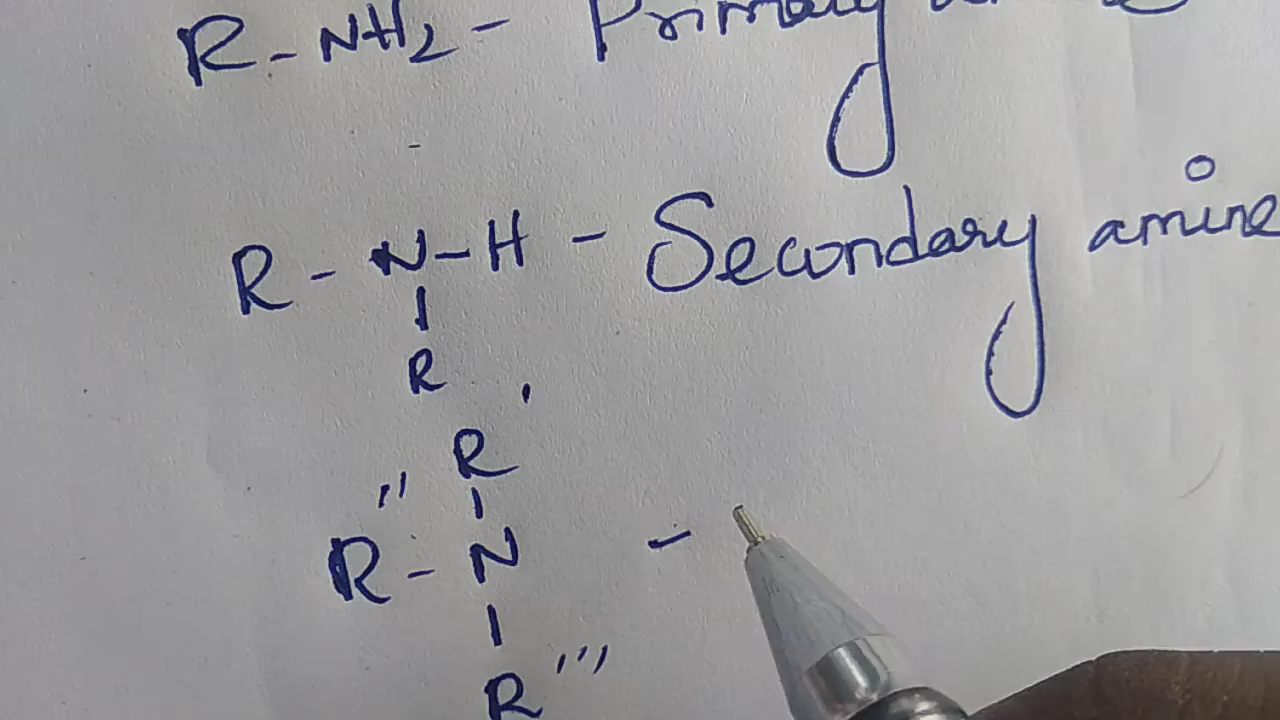 R-NH2- Primary
R-N-H - Secondary amine
|
R
R'
|
R''-N -
|
R'''